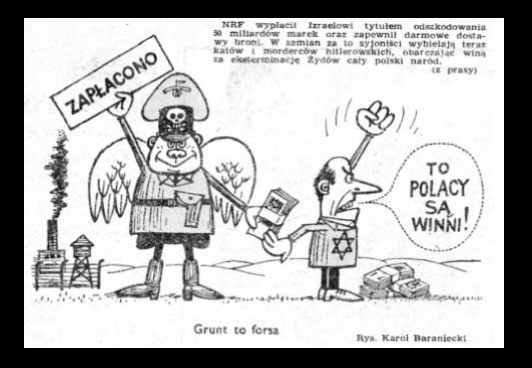 NRF wypłacił Izraelowi tytułem odszkodowania
50 miliardów marek oraz zapewnił darmowe dosta-
wy broni. W zamian za to syjoniści wybielają teraz
katów i morderców hitlerowskich, obarczając winą
za eksterminację Żydów cały polski naród.
(z prasy)
ZAPŁACONO
TO
POLACY
SĄ
WINNI!
Grunt to forsa
Rys. Karol Baraniecki